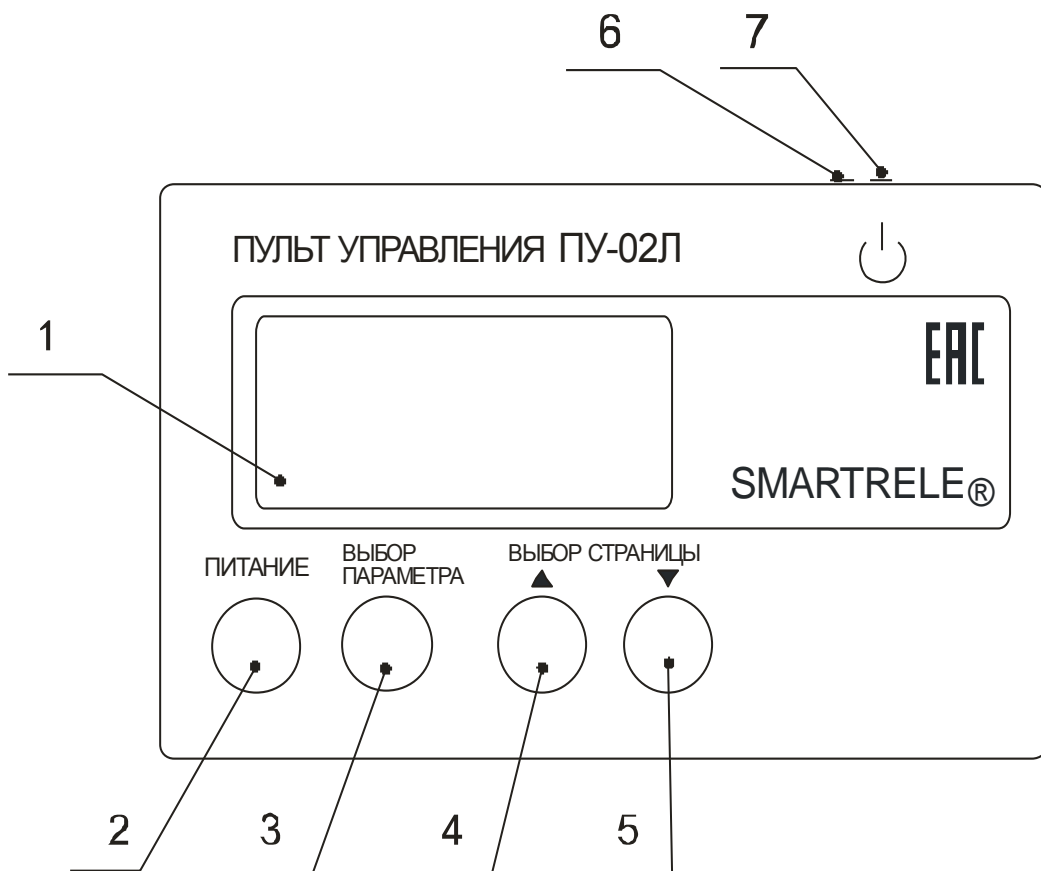 6 7
ПУЛЬТ УПРАВЛЕНИЯ ПУ-02Л
1
EAC
SMARTRELE®
ПИТАНИЕ
ВЫБОР
ПАРАМЕТРА
ВЫБОР СТРАНИЦЫ
▲ ▼
2 3 4 5